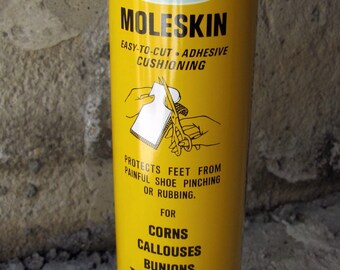 MOLESKIN
EASY-TO-CUT • ADHESIVE
CUSHIONING
PROTECTS FEET FROM
PAINFUL SHOE PINCHING
OR RUBBING.
FOR
CORNS
CALLOUSES
BUNIONS